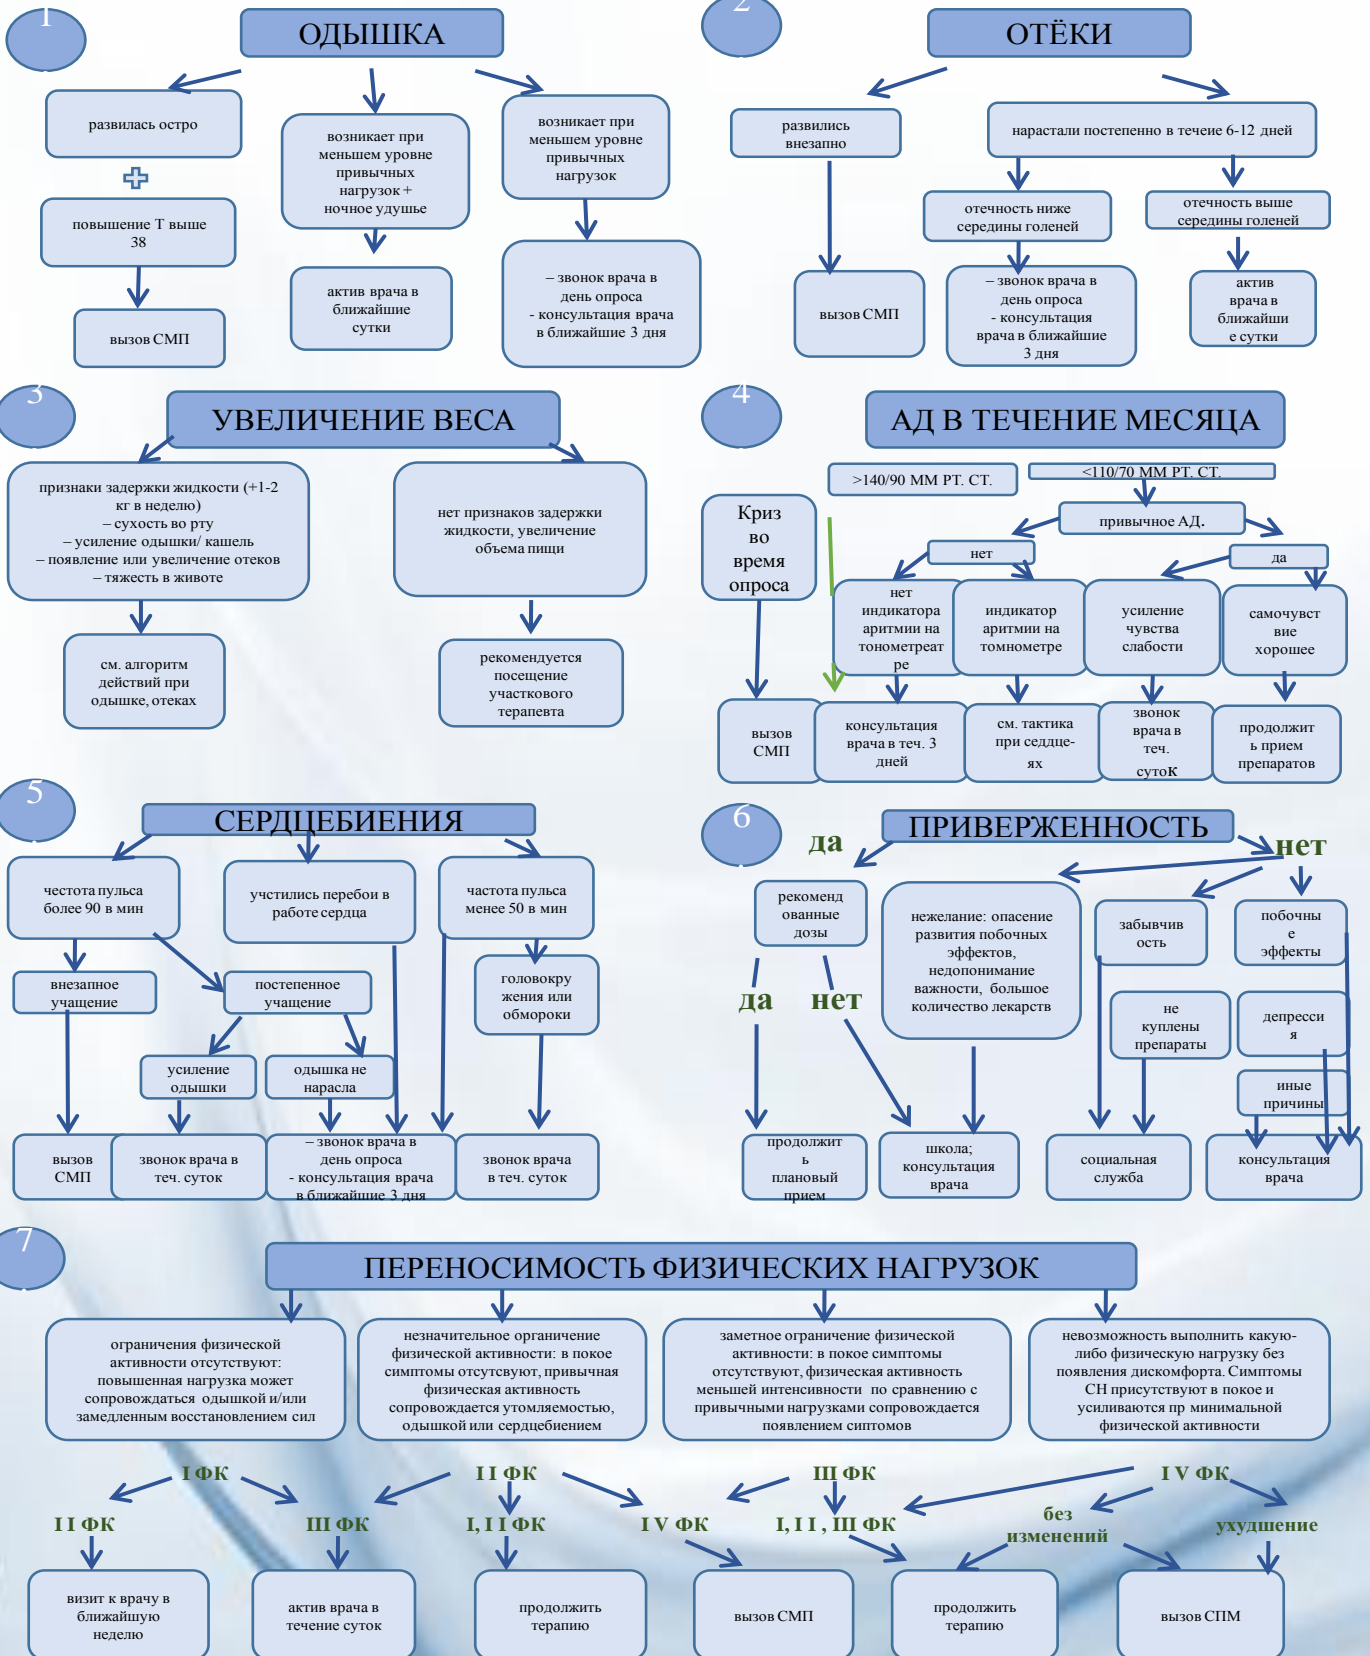 1
ОДЫШКА
развилась остро
повышение Т выше
38
вызов СМП
возникает при
меньшем уровне
привычных
нагрузок +
ночное удушье
актив врача в
ближайшие
сутки
возникает при
меньшем уровне
привычных
нагрузок
– звонок врача в
день опроса
- консультация врача
в ближайшие 3 дня
2
ОТЁКИ
развились
внезапно
вызов СМП
нарастали постепенно в течеие 6-12 дней
отечность ниже
середины голеней
– звонок врача в
день опроса
- консультация
врача в ближайшие
3 дня
отечность выше
середины голеней
актив
врача в
ближайши
е сутки
3
УВЕЛИЧЕНИЕ ВЕСА
признаки задержки жидкости (+1-2
кг в неделю)
– сухость во рту
– усиление одышки/ кашель
– появление или увеличение отеков
– тяжесть в животе
см. алгоритм
действий при
одышке, отеках
нет признаков задержки
жидкости, увеличение
объема пищи
рекомендуется
посещение
участкового
терапевта
4
АД В ТЕЧЕНИЕ МЕСЯЦА
Криз
во
время
опроса
вызов
СМП
>140/90 ММ РТ. СТ.
<110/70 ММ РТ. СТ.
привычное АД.
нет
да
нет
индикатора
аритмии на
тонометреат
ре
индикатор
аритмии на
томнометре
усиление
чувства
слабости
самочувст
вие
хорошее
консультация
врача в теч. 3
дней
см. тактика
при седдце-
ях
звонок
врача в
теч.
суток
продолжит
ь прием
препаратов
5
СЕРДЦЕБИЕНИЯ
честота пульса
более 90 в мин
учстились перебои в
работе сердца
частота пульса
менее 50 в мин
внезапное
учащение
постепенное
учащение
головокру
жения или
обмороки
усиление
одышки
одышка не
нарасла
вызов
СМП
звонок врача в
теч. суток
– звонок врача в
день опроса
- консультация врача
в ближайшие 3 дня
звонок врача
в теч. суток
6
ПРИВЕРЖЕННОСТЬ
да
нет
рекоменд
ованные
дозы
нежелание: опасение
развития побочных
эффектов,
недопонимание
важности, большое
количество лекарств
забывчив
ость
побочны
е
эффекты
да
нет
не
куплены
препараты
депресси
я
иные
причины
продолжит
ь
плановый
прием
школа;
консультация
врача
социальная
служба
консультация
врача
7
ПЕРЕНОСИМОСТЬ ФИЗИЧЕСКИХ НАГРУЗОК
ограничения физической
активности отсутствуют:
повышенная нагрузка может
сопровождаться одышкой и/или
замедленным восстановлением сил
незначительное органичение
физической активности: в покое
симптомы отсутсвуют, привычная
физическая активность
сопровождается утомляемостью,
одышкой или сердцбиением
заметное ограничение физической
активности: в покое симптомы
отсутствуют, физическая активность
меньшей интенсивности по сравнению с
привычными нагрузками сопровождается
появлением сиптомов
невозможность выполнить какую-
либо физическую нагрузку без
появления дискомфорта. Симптомы
СН присутствуют в покое и
усиливаются пр минимальной
физической активности
I ФК
I I ФК
III ФК
I V ФК
I I ФК
III ФК
I, I I ФК
I V ФК
I, I I , III ФК
без
изменений
ухудшение
визит к врачу в
ближайшую
неделю
актив врача в
течение суток
продолжить
терапию
вызов СМП
продолжить
терапию
вызов СПМ